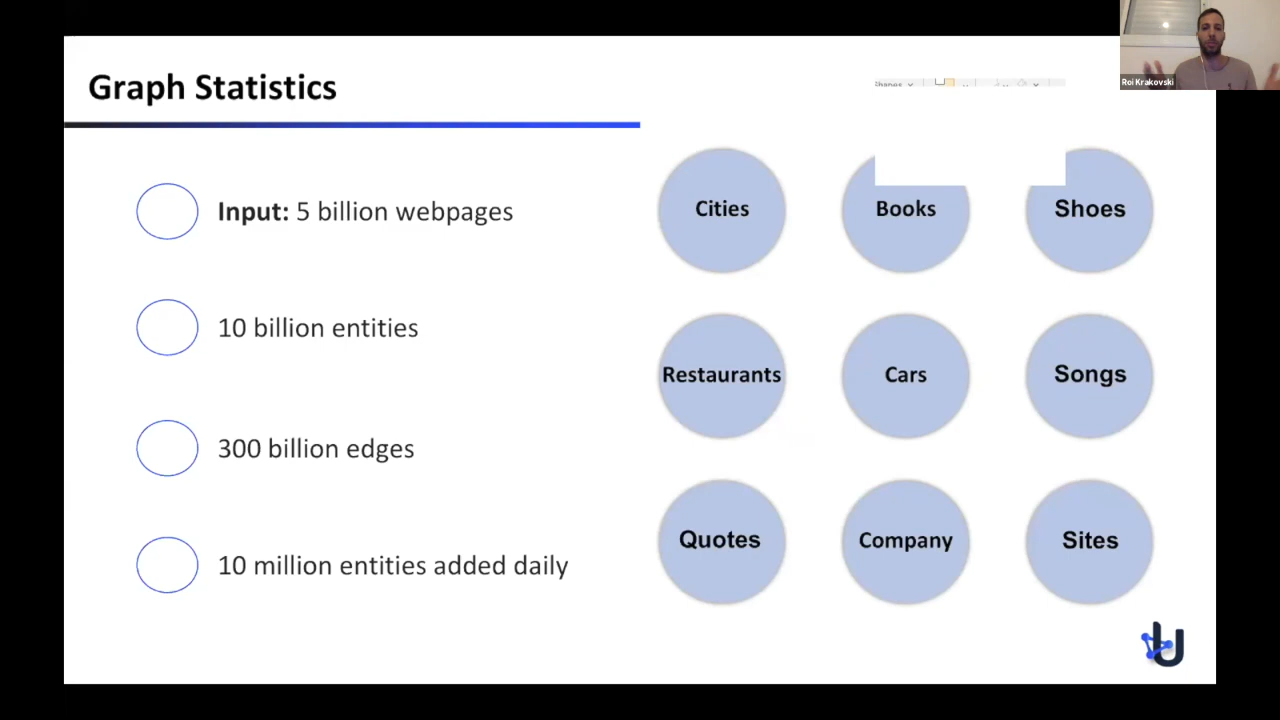 Graph Statistics
Shapes
Roi Krakovski
Input: 5 billion webpages
10 billion entities
300 billion edges
10 million entities added daily
Cities
Books
Shoes
Restaurants
Cars
Songs
Quotes
Company
Sites